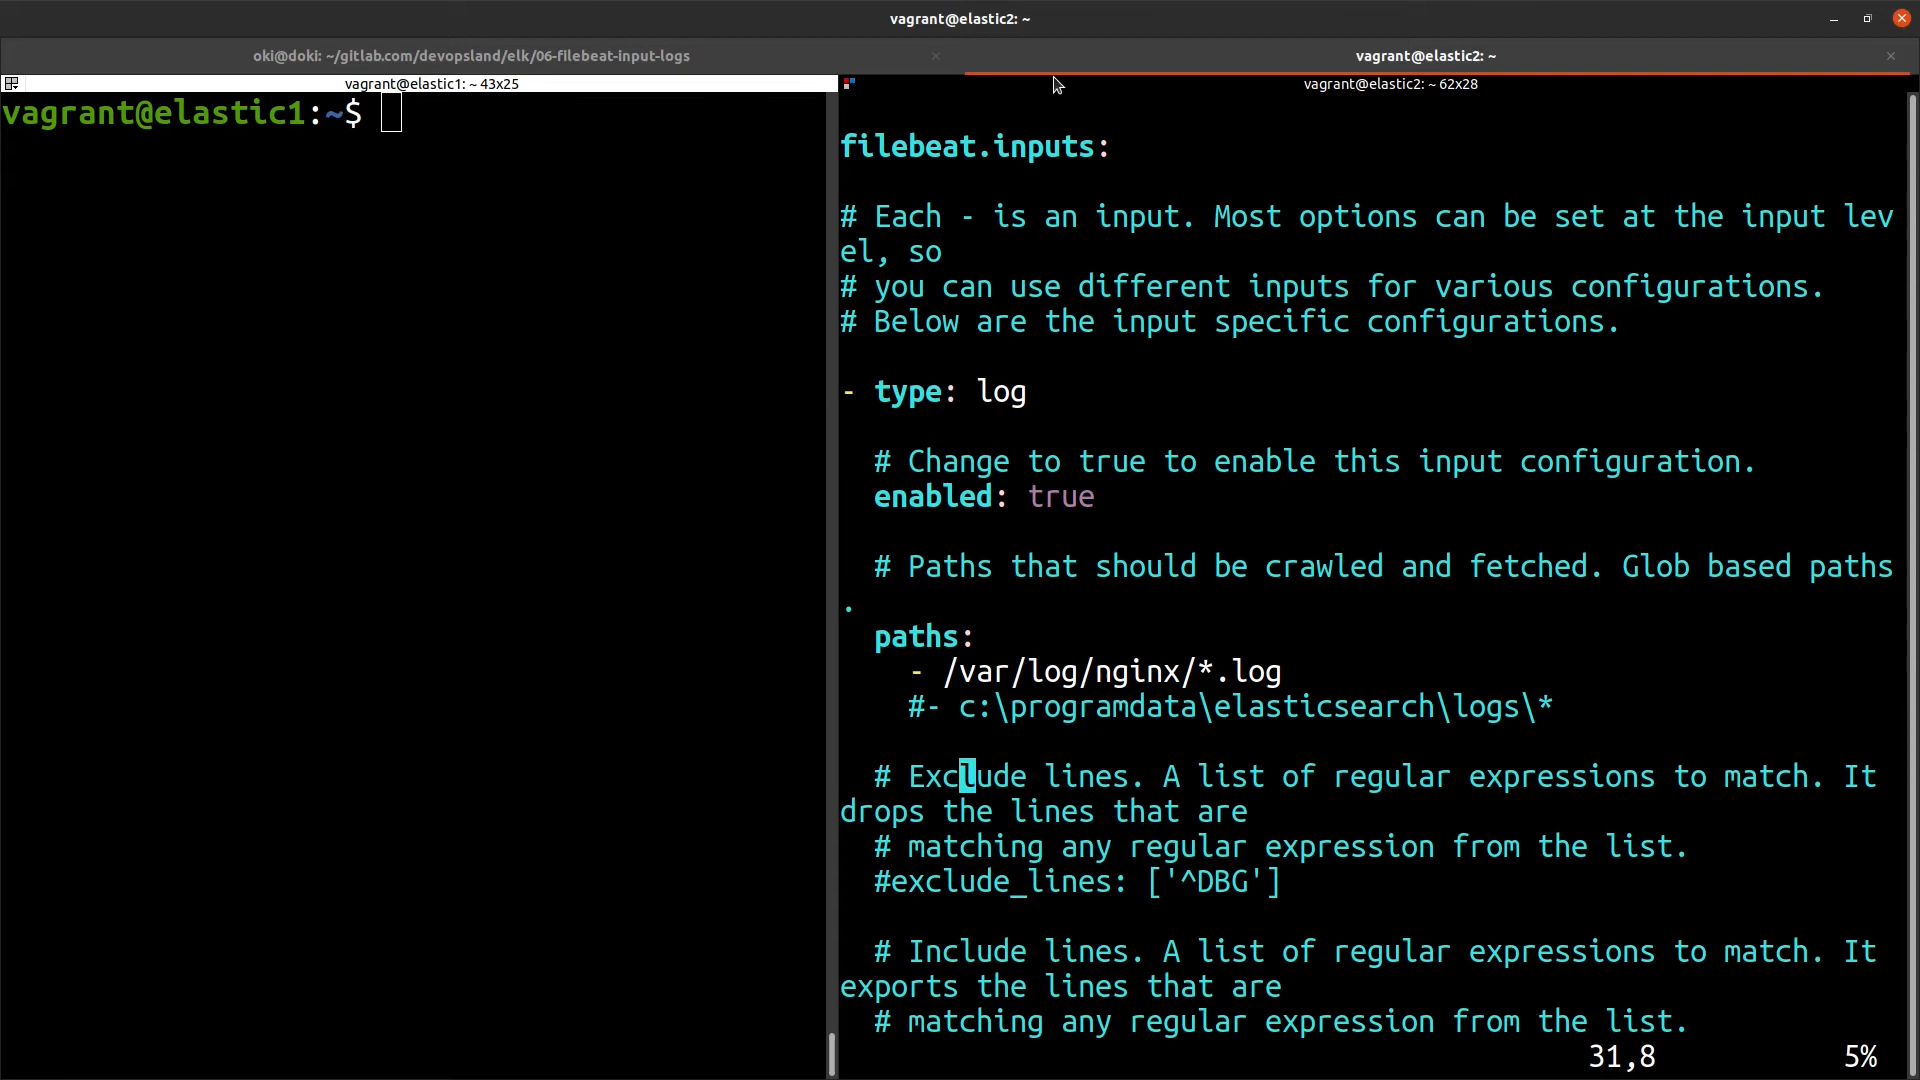 vagrant@elastic2: ~
oki@doki: ~/gitlab.com/devopsland/elk/06-filebeat-input-logs
vagrant@elastic2: ~
vagrant@elastic1: ~ 43x25
vagrant@elastic1:~$
vagrant@elastic2: ~ 62x28
filebeat.inputs:
# Each - is an input. Most options can be set at the input lev
el, so
# you can use different inputs for various configurations.
# Below are the input specific configurations.
- type: log
# Change to true to enable this input configuration.
enabled: true
# Paths that should be crawled and fetched. Glob based paths
.
paths:
- /var/log/nginx/*.log
#- c:\programdata\elasticsearch\logs\*
# Exclude lines. A list of regular expressions to match. It
drops the lines that are
# matching any regular expression from the list.
#exclude_lines: ['^DBG']
# Include lines. A list of regular expressions to match. It
exports the lines that are
# matching any regular expression from the list.
31,8 5%